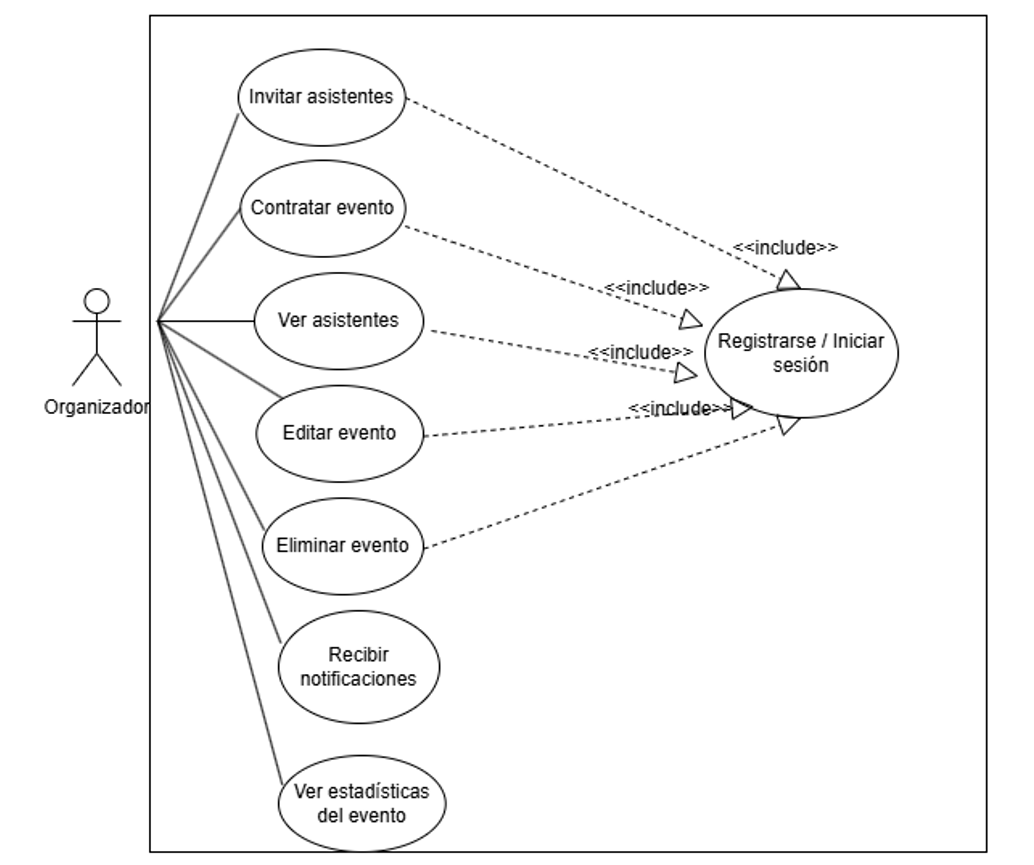 Invitar asistentes
Contratar evento
<<include>>
<<include>>
Ver asistentes
Registrarse / Iniciar
sesión
<<include>>
Organizador
<<include>>
Editar evento
Eliminar evento
Recibir
notificaciones
Ver estadísticas
del evento